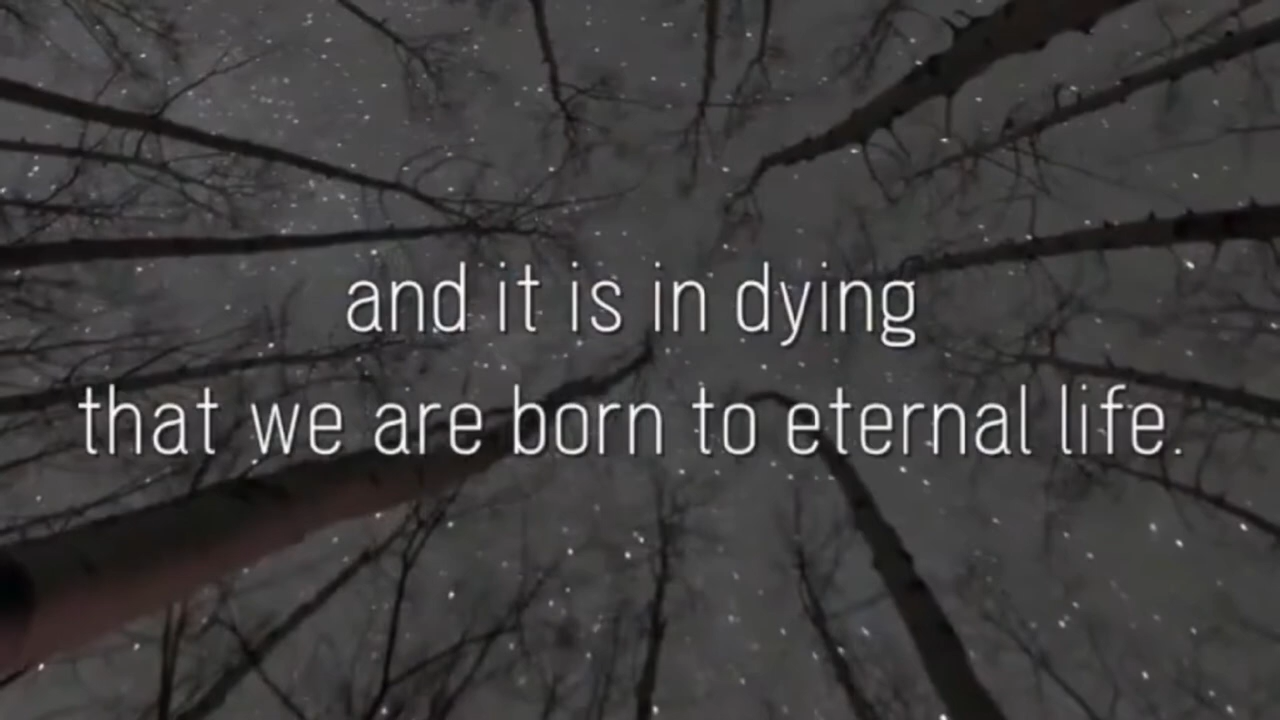 and it is in dying
that we are born to eternal life.